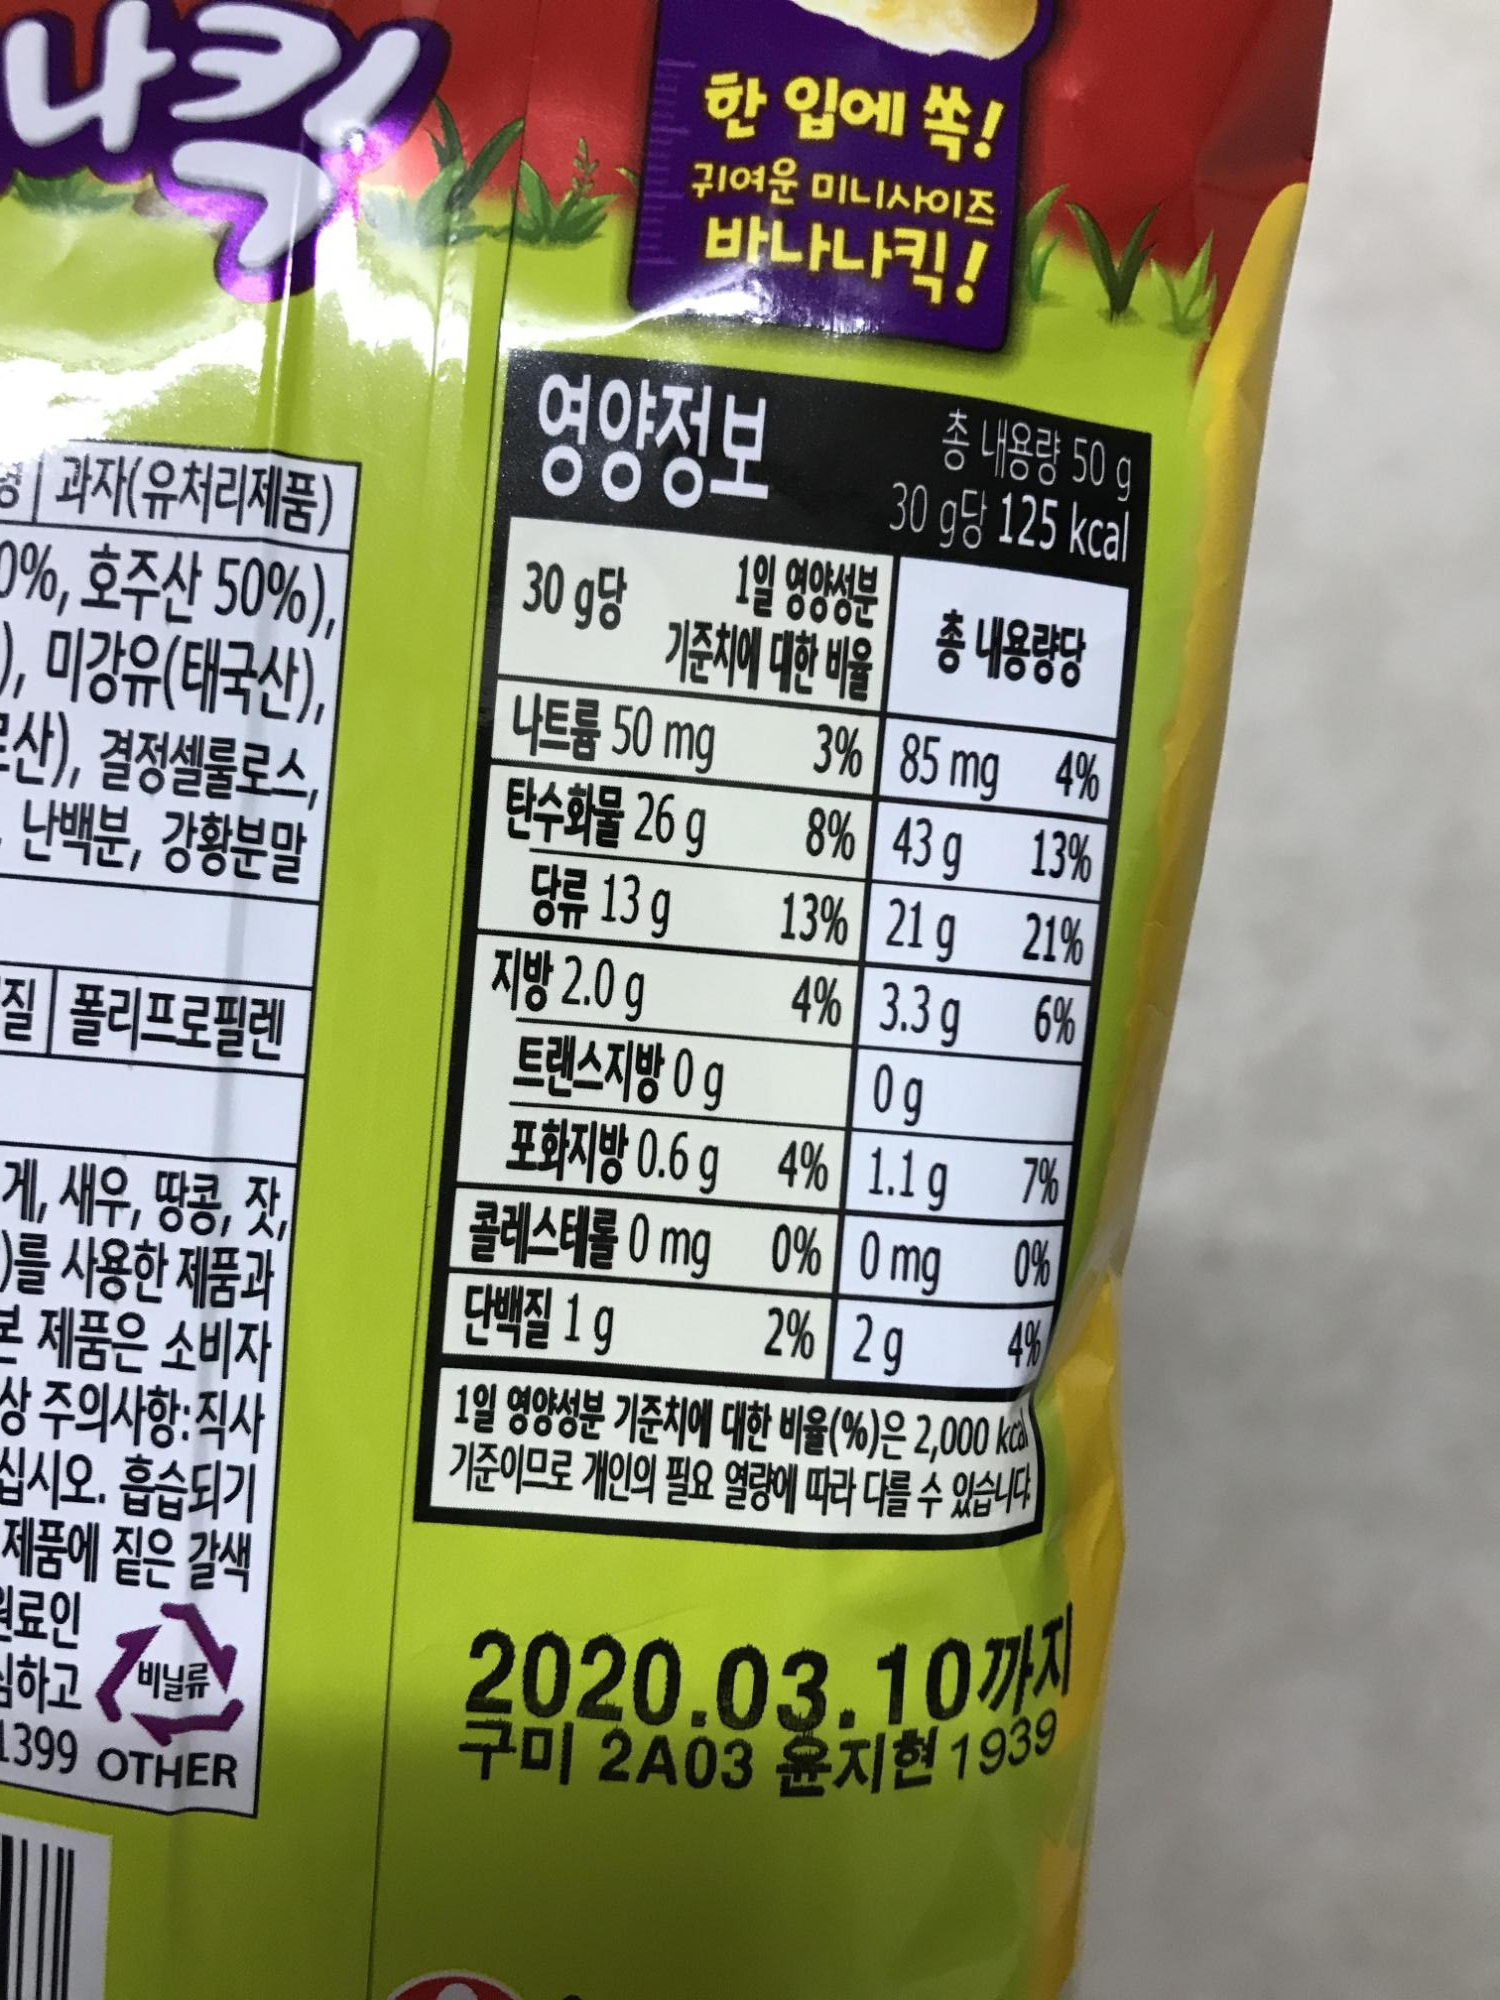 나킥
한 입에 쏙!
귀여운 미니사이즈
바나나킥!
과자(유처리제품)
0%, 호주산 50%),
), 미강유(태국산),
산), 결정셀룰로스,
난백분, 강황분말
질 폴리프로필렌
게, 새우, 땅콩, 잣,
)를 사용한 제품과
본 제품은 소비자
상 주의사항: 직사
십시오. 흡습되기
제품에 짙은 갈색
원료인
심하고
1399
비닐류
OTHER
영양정보
총 내용량 50 g
30 g당 125 kcal
30 g당 1일 영양성분 기준치에 대한 비율 총 내용량당
나트륨 50 mg 3% 85 mg 4%
탄수화물 26 g 8% 43 g 13%
당류 13 g 13% 21 g 21%
지방 2.0 g 4% 3.3 g 6%
트랜스지방 0 g 0 g
포화지방 0.6 g 4% 1.1 g 7%
콜레스테롤 0 mg 0% 0 mg 0%
단백질 1 g 2% 2 g 4%
1일 영양성분 기준치에 대한 비율(%)은 2,000 kcal
기준이므로 개인의 필요 열량에 따라 다를 수 있습니다.
2020.03.10까지
구미 2A03 윤지현 1939